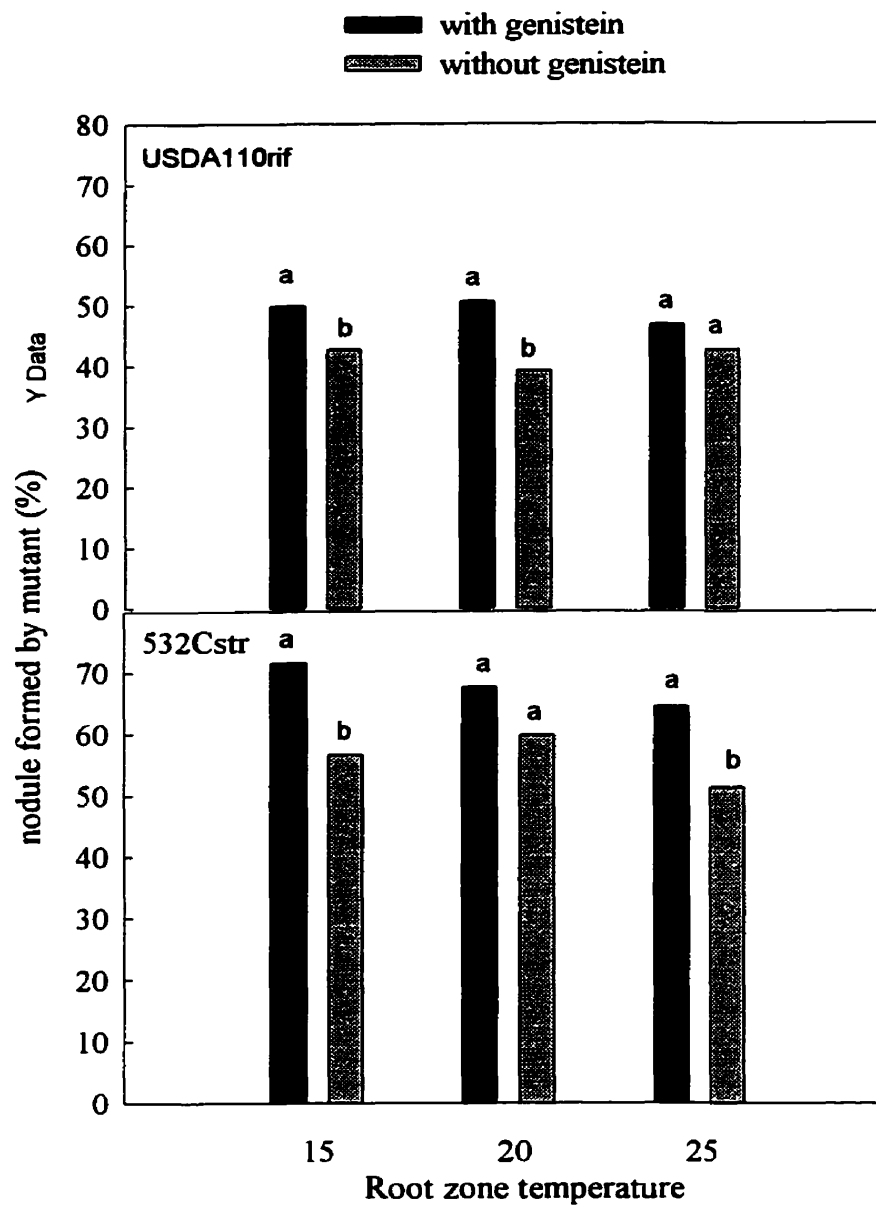 with genistein
without genistein
80
USDA110rif
70
60
50
40
30
20
10
0
a
b
a
b
a
a
Y Data
nodule formed by mutant (%)
532Cstr
70
60
50
40
30
20
10
0
a
b
a
a
a
b
15 20 25
Root zone temperature